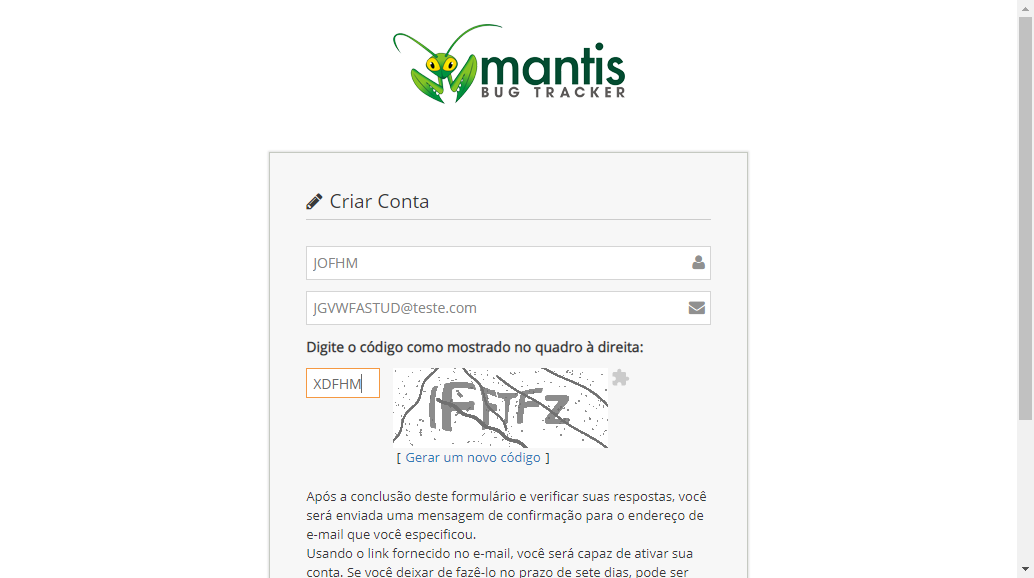 mantis
BUG TRACKER
Criar Conta
JOFHM
JGVWFASTUD@teste.com
Digite o código como mostrado no quadro à direita:
XDFHM
[ Gerar um novo código ]
Após a conclusão deste formulário e verificar suas respostas, você
será enviada uma mensagem de confirmação para o endereço de
e-mail que você especificou.
Usando o link fornecido no e-mail, você será capaz de ativar sua
conta. Se você deixar de fazê-lo no prazo de sete dias, pode ser